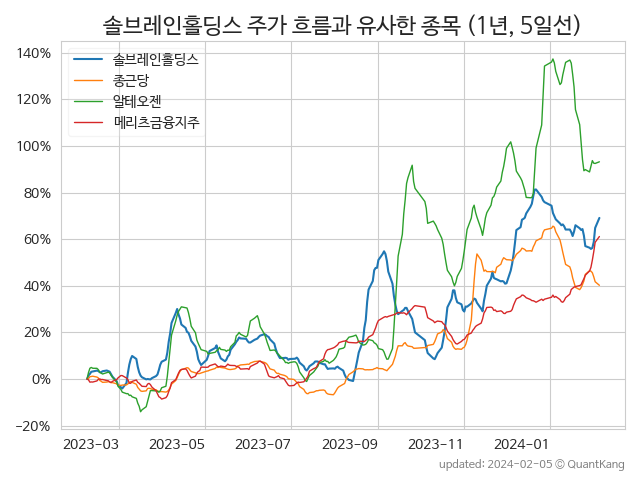 솔브레인홀딩스 주가 흐름과 유사한 종목 (1년, 5일선)
140%
120%
100%
80%
60%
40%
20%
0%
−20%
솔브레인홀딩스
종근당
알테오젠
메리츠금융지주
2023-03 2023-05 2023-07 2023-09 2023-11 2024-01
updated: 2024-02-05 © QuantKang